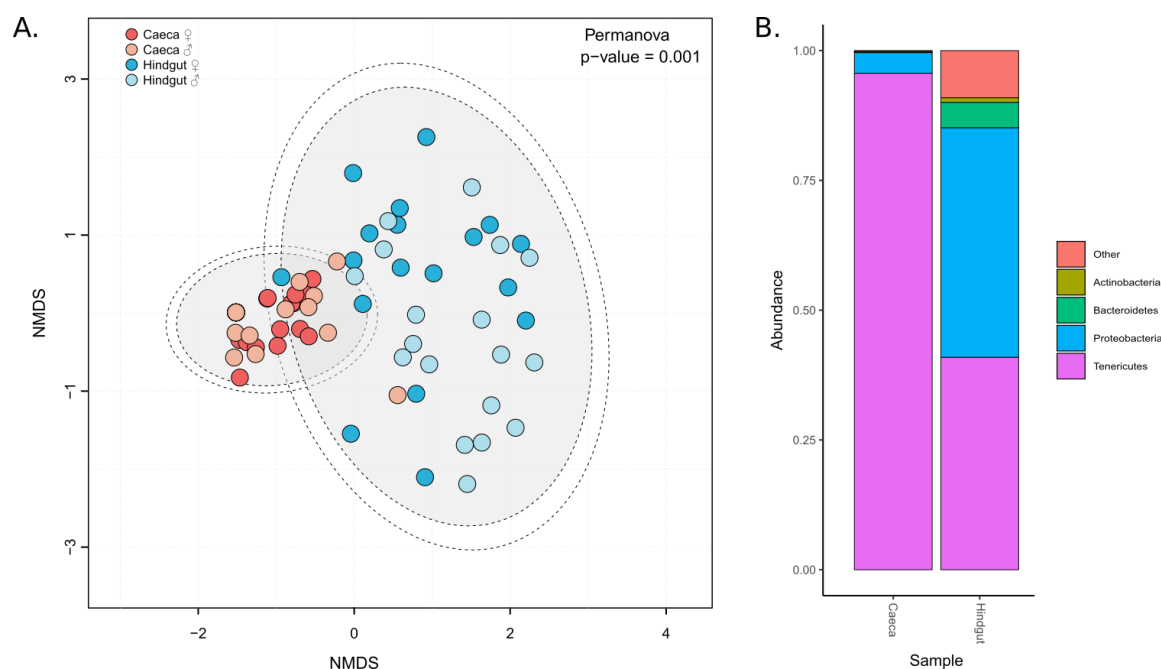 A.
Caeca ♀
Caeca ♂
Hindgut ♀
Hindgut ♂
Permanova
p-value = 0.001
3
1
−1
−3
NMDS
−2
0
2
4
NMDS
B.
1.00
0.75
0.50
0.25
0.00
Abundance
Caeca
Hindgut
Sample
Other
Actinobacteria
Bacteroidetes
Proteobacteria
Tenericutes